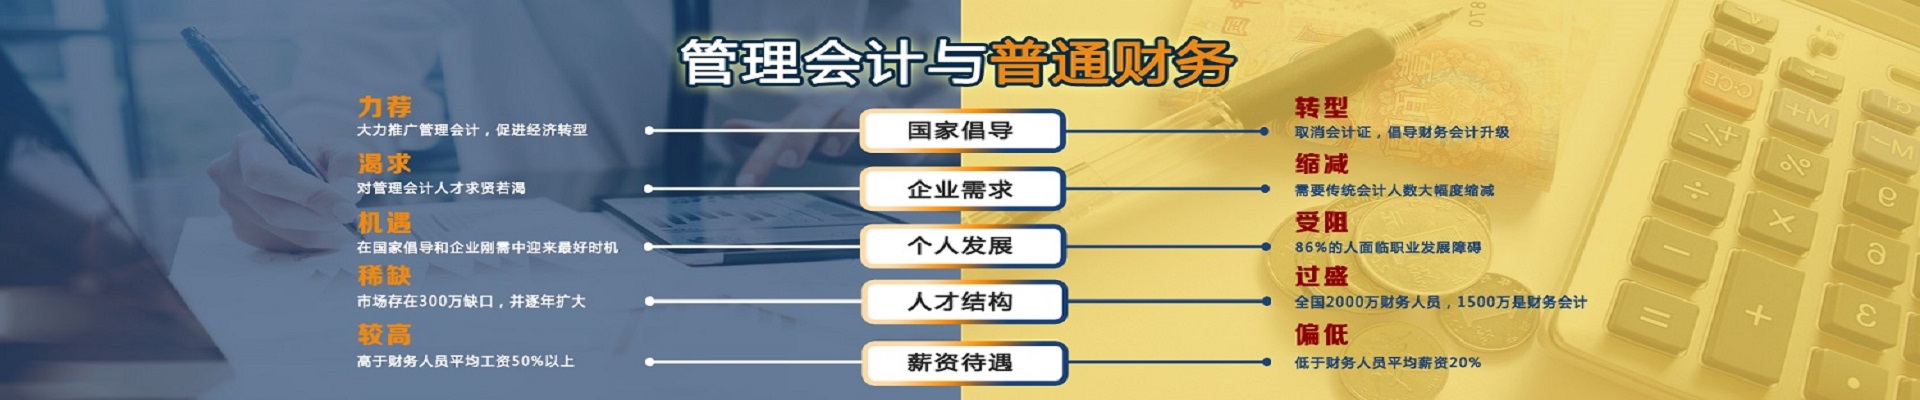 管理会计与普通财务
力荐
大力推广管理会计，促进经济转型
国家倡导
转型
取消会计证，倡导财务会计升级
渴求
对管理会计人才求贤若渴
企业需求
缩减
需要传统会计人数大幅度缩减
机遇
在国家倡导和企业刚需中迎来最好时机
个人发展
受阻
86%的人面临职业发展障碍
稀缺
市场存在300万缺口，并逐年扩大
人才结构
过盛
全国2000万财务人员，1500万是财务会计
较高
高于财务人员平均工资50%以上
薪资待遇
偏低
低于财务人员平均薪资20%